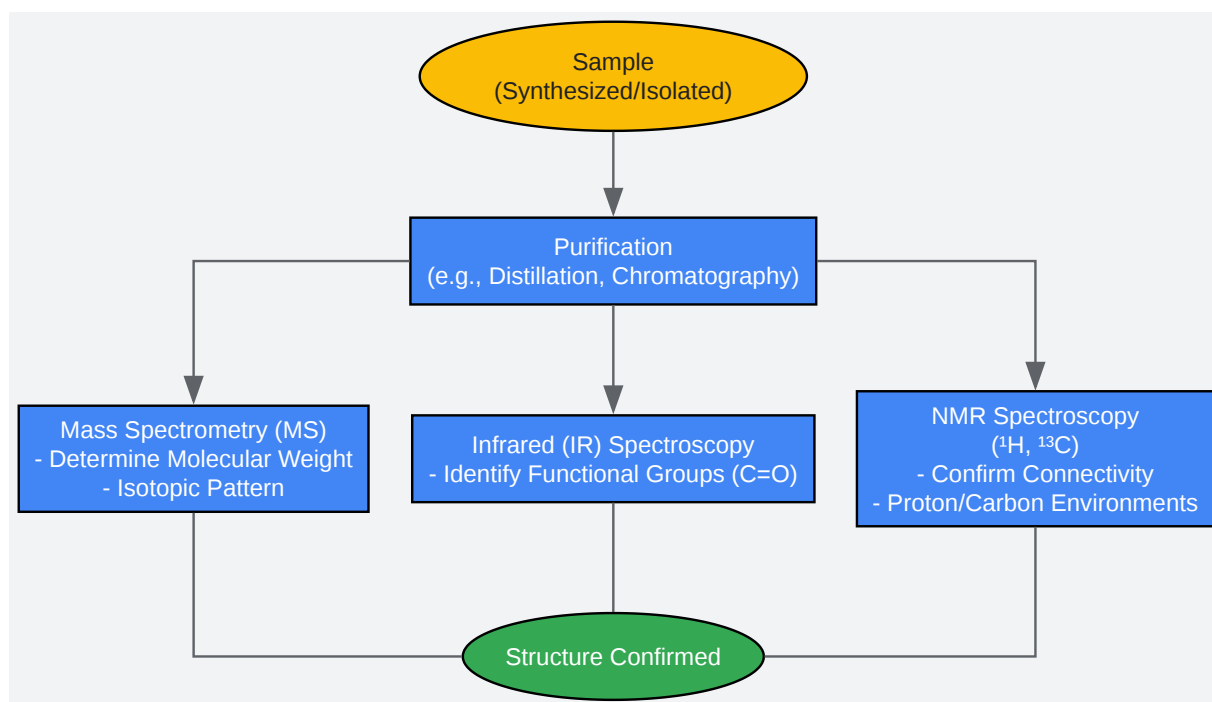 Sample
(Synthesized/Isolated)
Purification
(e.g., Distillation, Chromatography)
Mass Spectrometry (MS)
- Determine Molecular Weight
- Isotopic Pattern
Infrared (IR) Spectroscopy
- Identify Functional Groups (C=O)
NMR Spectroscopy
(¹H, ¹³C)
- Confirm Connectivity
- Proton/Carbon Environments
Structure Confirmed